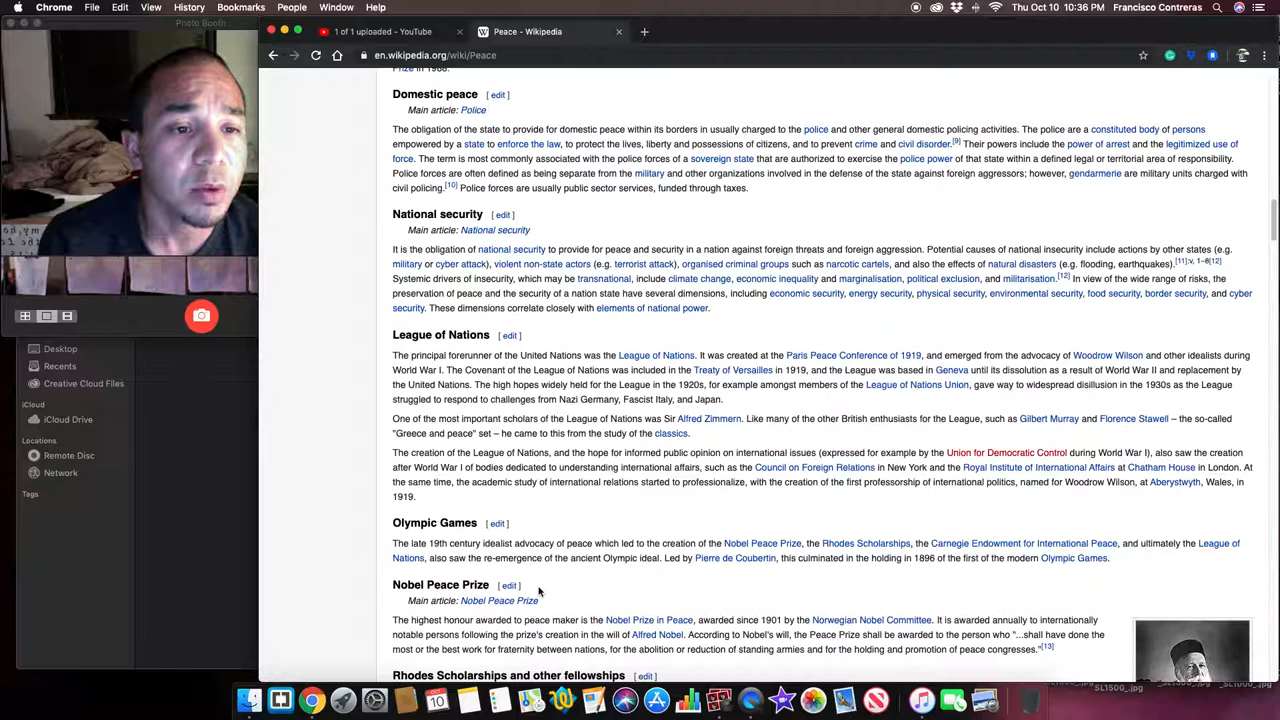 Chrome File Edit View History Bookmarks People Window Help Thu Oct 10 10:36 PM Francisco Contreras
Photo Booth
1 of 1 uploaded - YouTube
Peace - Wikipedia
en.wikipedia.org/wiki/Peace
Prize in 1968.
Domestic peace [ edit ]
Main article: Police
The obligation of the state to provide for domestic peace within its borders in usually charged to the police and other general domestic policing activities. The police are a constituted body of persons
empowered by a state to enforce the law, to protect the lives, liberty and possessions of citizens, and to prevent crime and civil disorder.[9] Their powers include the power of arrest and the legitimized use of
force. The term is most commonly associated with the police forces of a sovereign state that are authorized to exercise the police power of that state within a defined legal or territorial area of responsibility.
Police forces are often defined as being separate from the military and other organizations involved in the defense of the state against foreign aggressors; however, gendarmerie are military units charged with
civil policing.[10] Police forces are usually public sector services, funded through taxes.
National security [ edit ]
Main article: National security
It is the obligation of national security to provide for peace and security in a nation against foreign threats and foreign aggression. Potential causes of national insecurity include actions by other states (e.g.
military or cyber attack), violent non-state actors (e.g. terrorist attack), organised criminal groups such as narcotic cartels, and also the effects of natural disasters (e.g. flooding, earthquakes).[11]:v, 1–8[12]
Systemic drivers of insecurity, which may be transnational, include climate change, economic inequality and marginalisation, political exclusion, and militarisation.[12] In view of the wide range of risks, the
preservation of peace and the security of a nation state have several dimensions, including economic security, energy security, physical security, environmental security, food security, border security, and cyber
security. These dimensions correlate closely with elements of national power.
League of Nations [ edit ]
The principal forerunner of the United Nations was the League of Nations. It was created at the Paris Peace Conference of 1919, and emerged from the advocacy of Woodrow Wilson and other idealists during
World War I. The Covenant of the League of Nations was included in the Treaty of Versailles in 1919, and the League was based in Geneva until its dissolution as a result of World War II and replacement by
the United Nations. The high hopes widely held for the League in the 1920s, for example amongst members of the League of Nations Union, gave way to widespread disillusion in the 1930s as the League
struggled to respond to challenges from Nazi Germany, Fascist Italy, and Japan.
One of the most important scholars of the League of Nations was Sir Alfred Zimmern. Like many of the other British enthusiasts for the League, such as Gilbert Murray and Florence Stawell – the so-called
"Greece and peace" set – he came to this from the study of the classics.
The creation of the League of Nations, and the hope for informed public opinion on international issues (expressed for example by the Union for Democratic Control during World War I), also saw the creation
after World War I of bodies dedicated to understanding international affairs, such as the Council on Foreign Relations in New York and the Royal Institute of International Affairs at Chatham House in London. At
the same time, the academic study of international relations started to professionalize, with the creation of the first professorship of international politics, named for Woodrow Wilson, at Aberystwyth, Wales, in
1919.
Olympic Games [ edit ]
The late 19th century idealist advocacy of peace which led to the creation of the Nobel Peace Prize, the Rhodes Scholarships, the Carnegie Endowment for International Peace, and ultimately the League of
Nations, also saw the re-emergence of the ancient Olympic ideal. Led by Pierre de Coubertin, this culminated in the holding in 1896 of the first of the modern Olympic Games.
Nobel Peace Prize [ edit ]
Main article: Nobel Peace Prize
The highest honour awarded to peace maker is the Nobel Prize in Peace, awarded since 1901 by the Norwegian Nobel Committee. It is awarded annually to internationally
notable persons following the prize's creation in the will of Alfred Nobel. According to Nobel's will, the Peace Prize shall be awarded to the person who "...shall have done the
most or the best work for fraternity between nations, for the abolition or reduction of standing armies and for the holding and promotion of peace congresses."[13]
Rhodes Scholarships and other fellowships [ edit ]
Desktop
Recents
Creative Cloud Files
iCloud
iCloud Drive
Locations
Remote Disc
Network
Tags
OCT
10